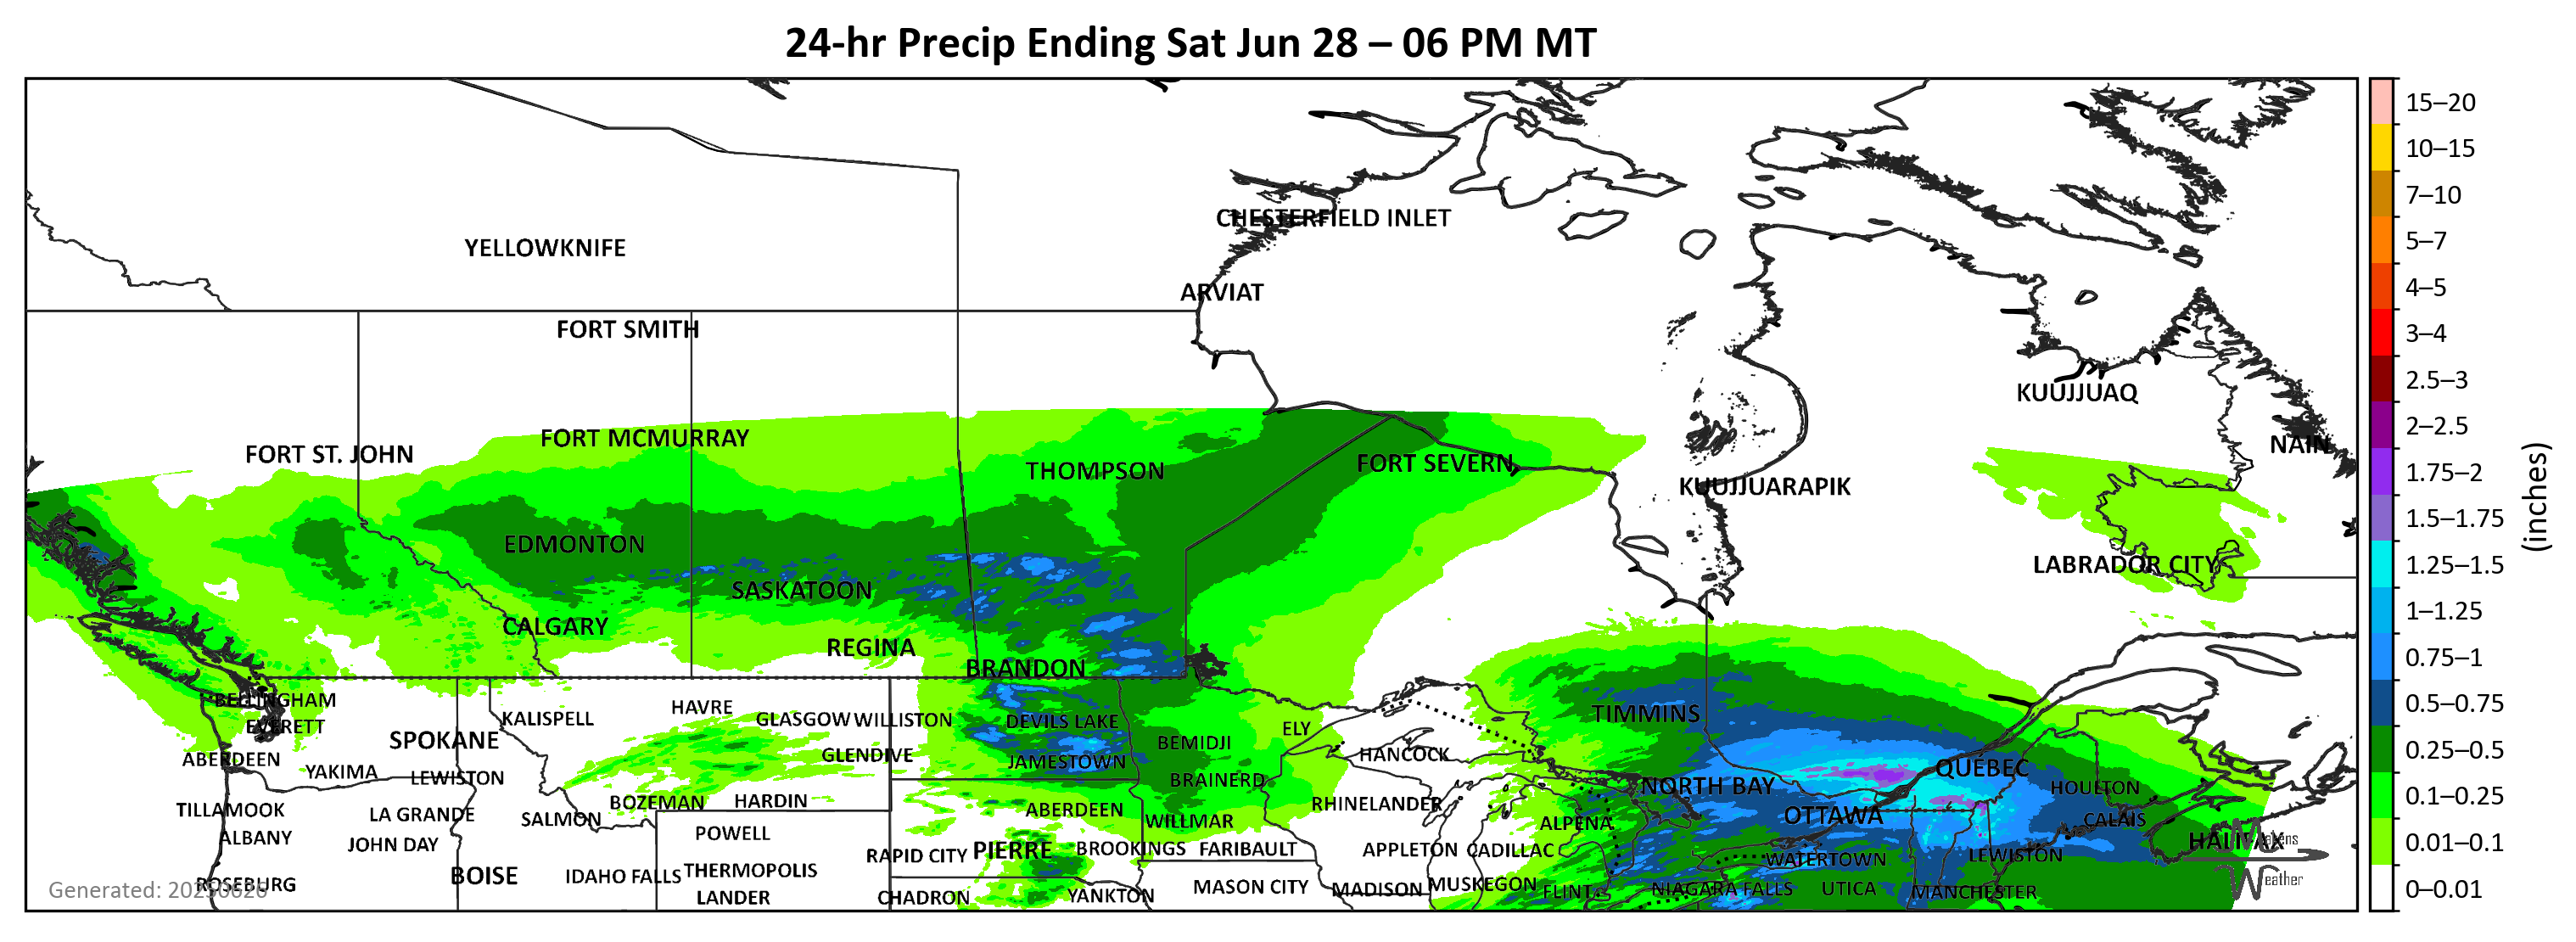 24-hr Precip Ending Sat Jun 28 – 06 PM MT
CHESTERFIELD INLET
YELLOWKNIFE
ARVIAT
FORT SMITH
KUUJJUAQ
FORT MCMURRAY
NAIN
FORT ST. JOHN
THOMPSON
FORT SEVERN
KUUJJUARAPIK
EDMONTON
LABRADOR CITY
SASKATOON
CALGARY
REGINA
BRANDON
BELLINGHAM
KALISPELL
HAVRE
GLASGOW
WILLISTON
DEVILS LAKE
TIMMINS
EVERETT
SPOKANE
ELY
BEMIDJI
ABERDEEN
GLENDIVE
JAMESTOWN
HANCOCK
QUÉBEC
YAKIMA
LEWISTON
BRAINERD
NORTH BAY
HOULTON
BOZEMAN
HARDIN
RHINELANDER
TILLAMOOK
LA GRANDE
SALMON
ABERDEEN
WILLMAR
ALPENA
OTTAWA
CALAIS
ALBANY
JOHN DAY
POWELL
RAPID CITY
PIERRE
BROOKINGS
FARIBAULT
APPLETON
CADILLAC
WATERTOWN
LEWISTON
HALIFAX
BOISE
IDAHO FALLS
THERMOPOLIS
ROSEBURG
LANDER
CHADRON
YANKTON
MASON CITY
MADISON
MUSKEGON
FLINT
NIAGARA FALLS
UTICA
MANCHESTER
Weather
15–20
10–15
7–10
5–7
4–5
3–4
2.5–3
2–2.5
1.75–2
1.5–1.75
1.25–1.5
1–1.25
0.75–1
0.5–0.75
0.25–0.5
0.1–0.25
0.01–0.1
0–0.01
(inches)